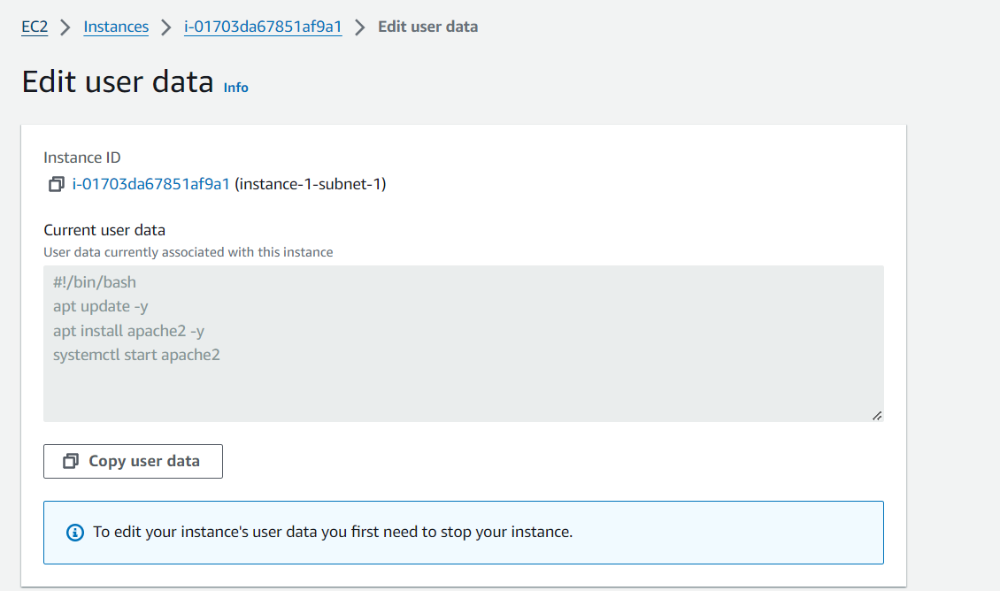 EC2 > Instances > i-01703da67851af9a1 > Edit user data
Edit user data Info
Instance ID
i-01703da67851af9a1 (instance-1-subnet-1)
Current user data
User data currently associated with this instance
#!/bin/bash
apt update -y
apt install apache2 -y
systemctl start apache2
Copy user data
To edit your instance's user data you first need to stop your instance.